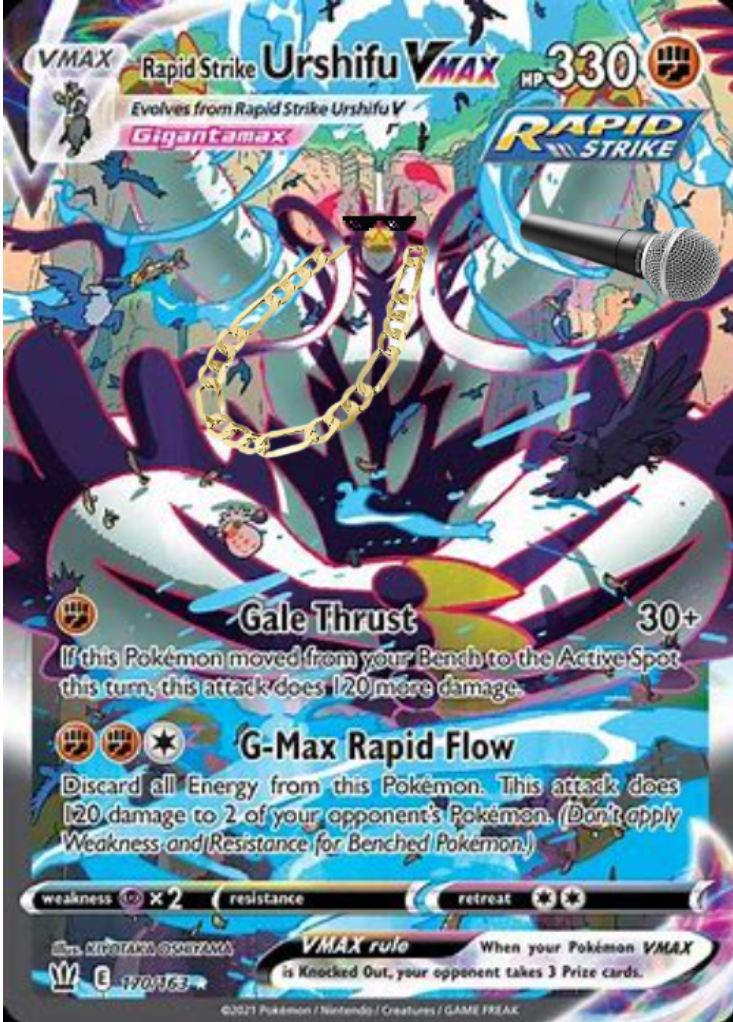 VMAX
Rapid Strike Urshifu VMAX HP 330
Evolves from Rapid Strike Urshifu V
Gigantamax
RAPID
STRIKE
Gale Thrust 30+
If this Pokémon moved from your Bench to the Active Spot
this turn, this attack does 120 more damage.
G-Max Rapid Flow
Discard all Energy from this Pokémon. This attack does
120 damage to 2 of your opponent's Pokémon. (Don't apply
Weakness and Resistance for Benched Pokémon.)
weakness ×2 resistance retreat
Illus. KIYOTAKA OSHIYAMA
VMAX rule When your Pokémon VMAX
is Knocked Out, your opponent takes 3 Prize cards.
E 170/163
©2021 Pokémon / Nintendo / Creatures / GAME FREAK